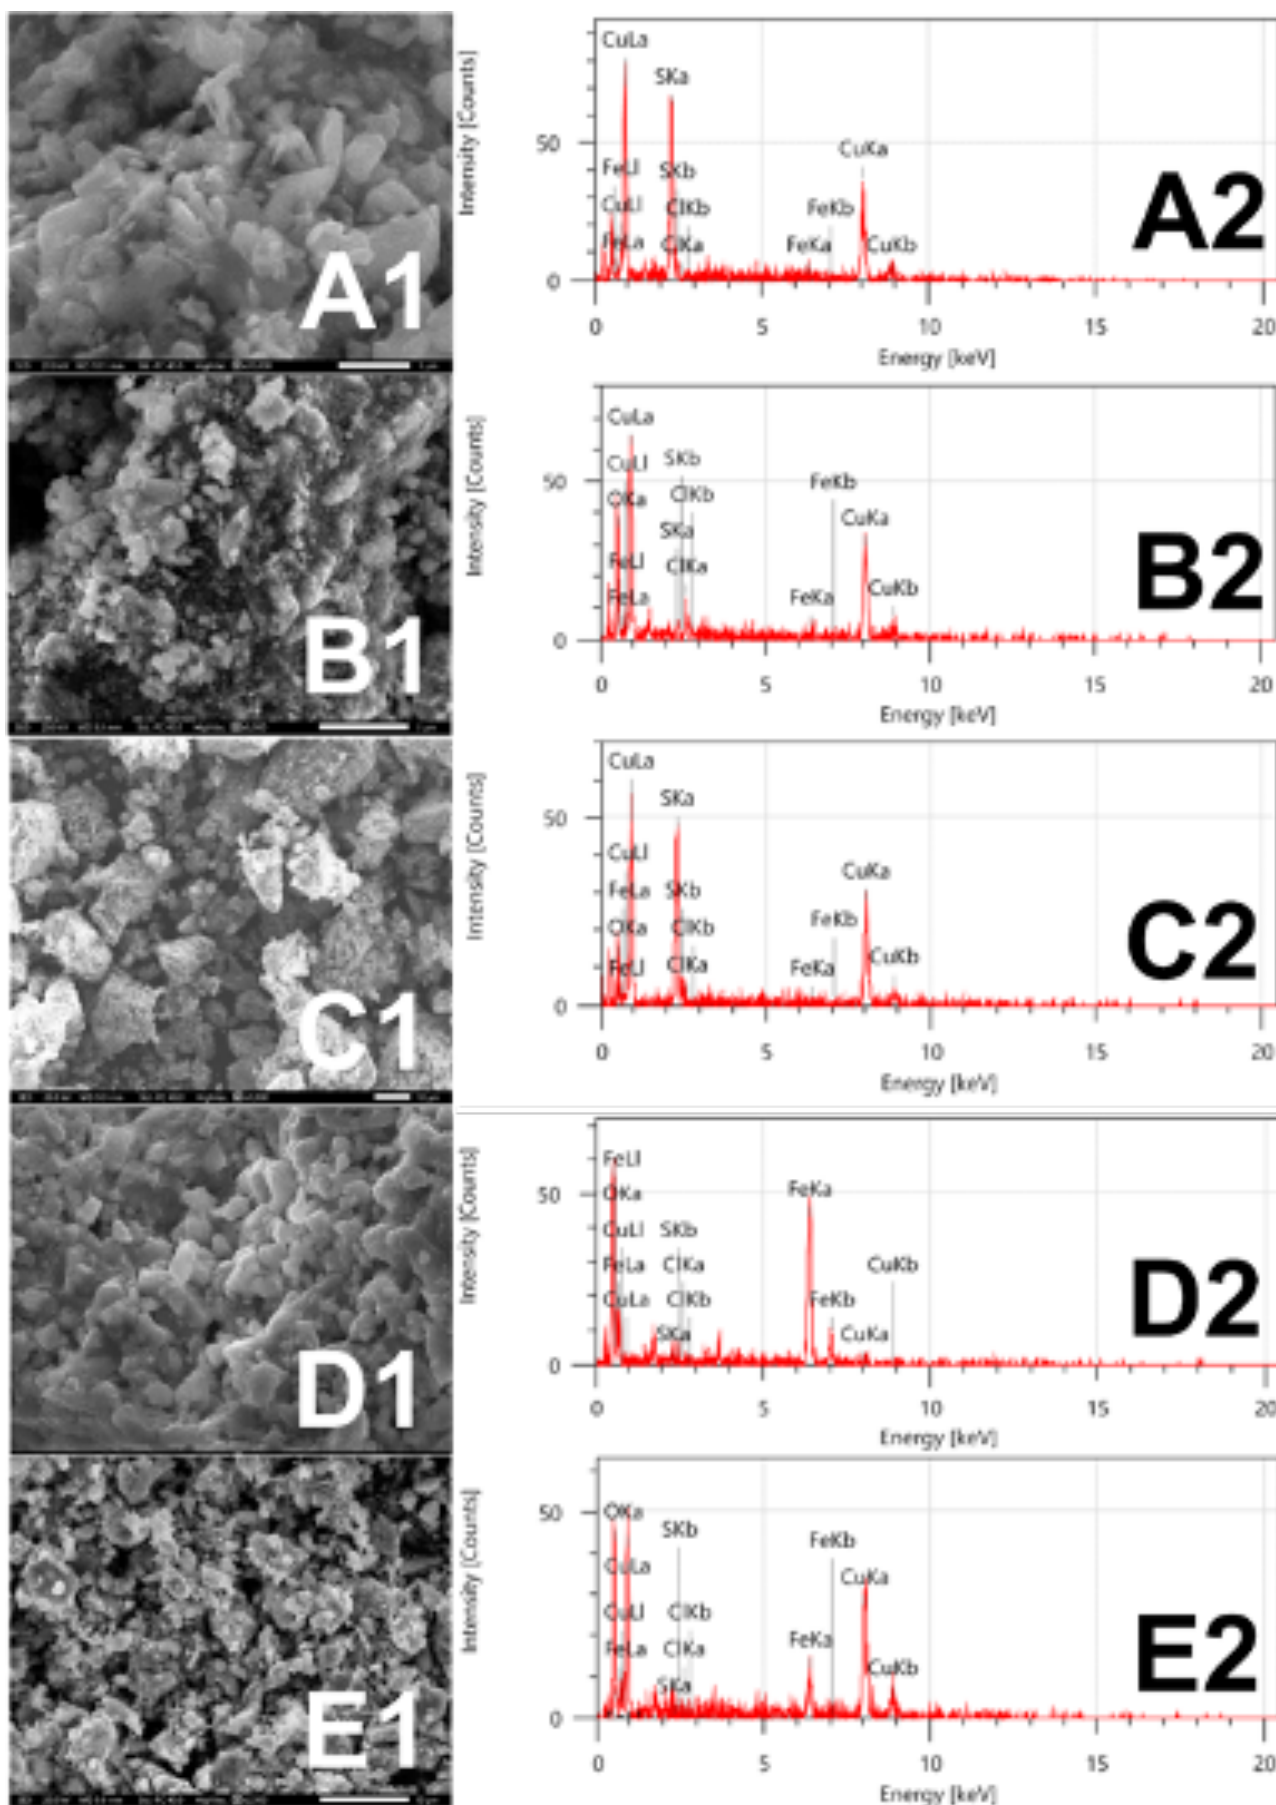 A1
Intensity [Counts]
CuLa
SKa
50
CuKa
FeLl
SKb
CuLl
ClKb
FeKb
FeLa
ClKa
FeKa
CuKb
0
0 5 10 15 20
Energy [keV]
A2
B1
Intensity [Counts]
CuLa
CuLl
SKb
50
OKa
ClKb
FeKb
SKa
CuKa
FeLl
ClKa
FeLa
FeKa
CuKb
0
0 5 10 15 20
Energy [keV]
B2
C1
Intensity [Counts]
CuLa
SKa
50
CuLl
CuKa
FeLa
SKb
OKa
ClKb
FeKb
FeLl
ClKa
FeKa
CuKb
0
0 5 10 15 20
Energy [keV]
C2
D1
Intensity [Counts]
FeLl
50
OKa
FeKa
CuLl
SKb
FeLa
ClKa
CuKb
CuLa
ClKb
FeKb
SKa
CuKa
0
0 5 10 15 20
Energy [keV]
D2
E1
Intensity [Counts]
50
OKa
SKb
FeKb
CuLa
CuKa
CuLl
ClKb
FeLa
ClKa
FeKa
SKa
CuKb
0
0 5 10 15 20
Energy [keV]
E2